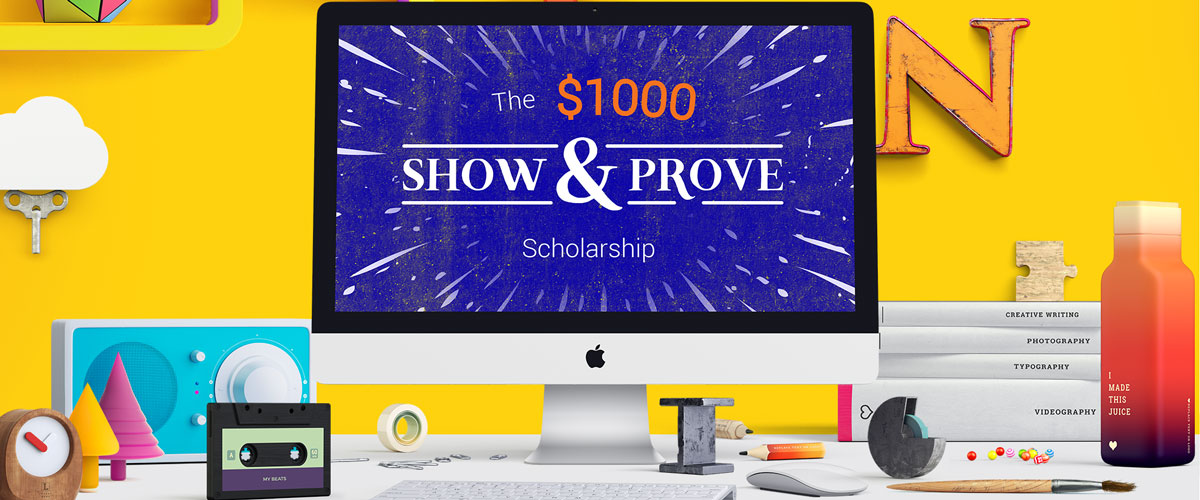 The $1000
SHOW & PROVE
Scholarship
N
CREATIVE WRITING
PHOTOGRAPHY
TYPOGRAPHY
VIDEOGRAPHY
I
MADE
THIS
JUICE
A
MY BEATS
L